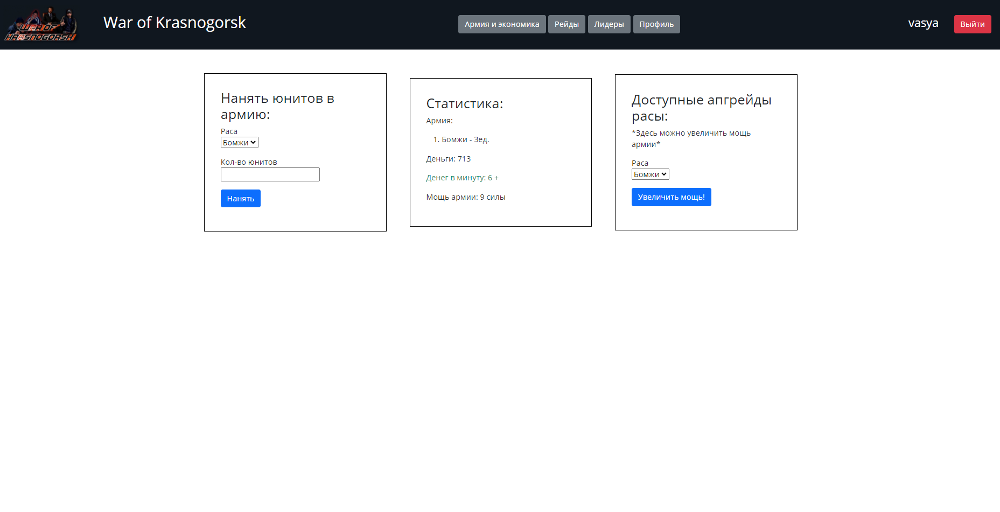 WAR OF
KRASNOGORSK
War of Krasnogorsk
Армия и экономика
Рейды
Лидеры
Профиль
vasya
Выйти
Нанять юнитов в
армию:
Раса
Бомжи
Кол-во юнитов
Нанять
Статистика:
Армия:
1. Бомжи - 3ед.
Деньги: 713
Денег в минуту: 6 +
Мощь армии: 9 силы
Доступные апгрейды
расы:
*Здесь можно увеличить мощь
армии*
Раса
Бомжи
Увеличить мощь!